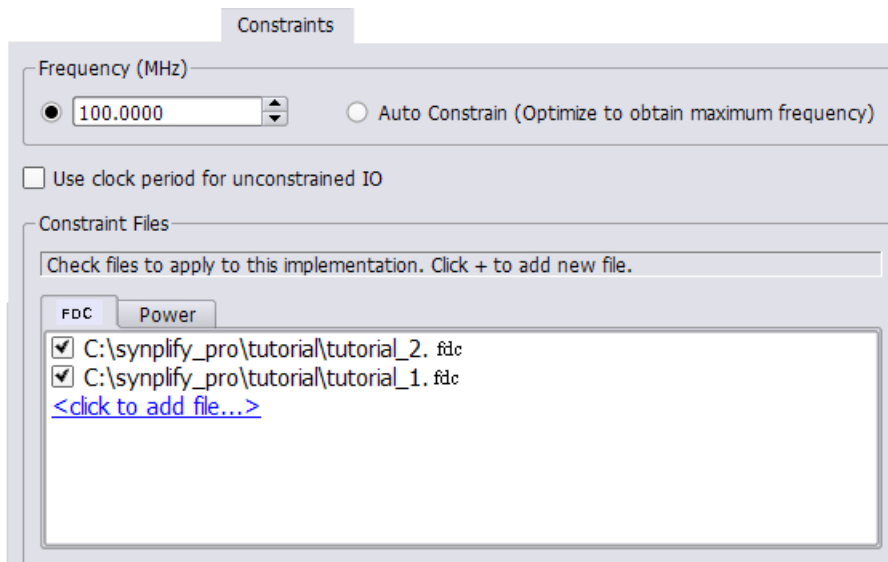 Constraints
Frequency (MHz)
100.0000
Auto Constrain (Optimize to obtain maximum frequency)
Use clock period for unconstrained IO
Constraint Files
Check files to apply to this implementation. Click + to add new file.
FDC Power
C:\synplify_pro\tutorial\tutorial_2. fdc
C:\synplify_pro\tutorial\tutorial_1. fdc
<click to add file...>